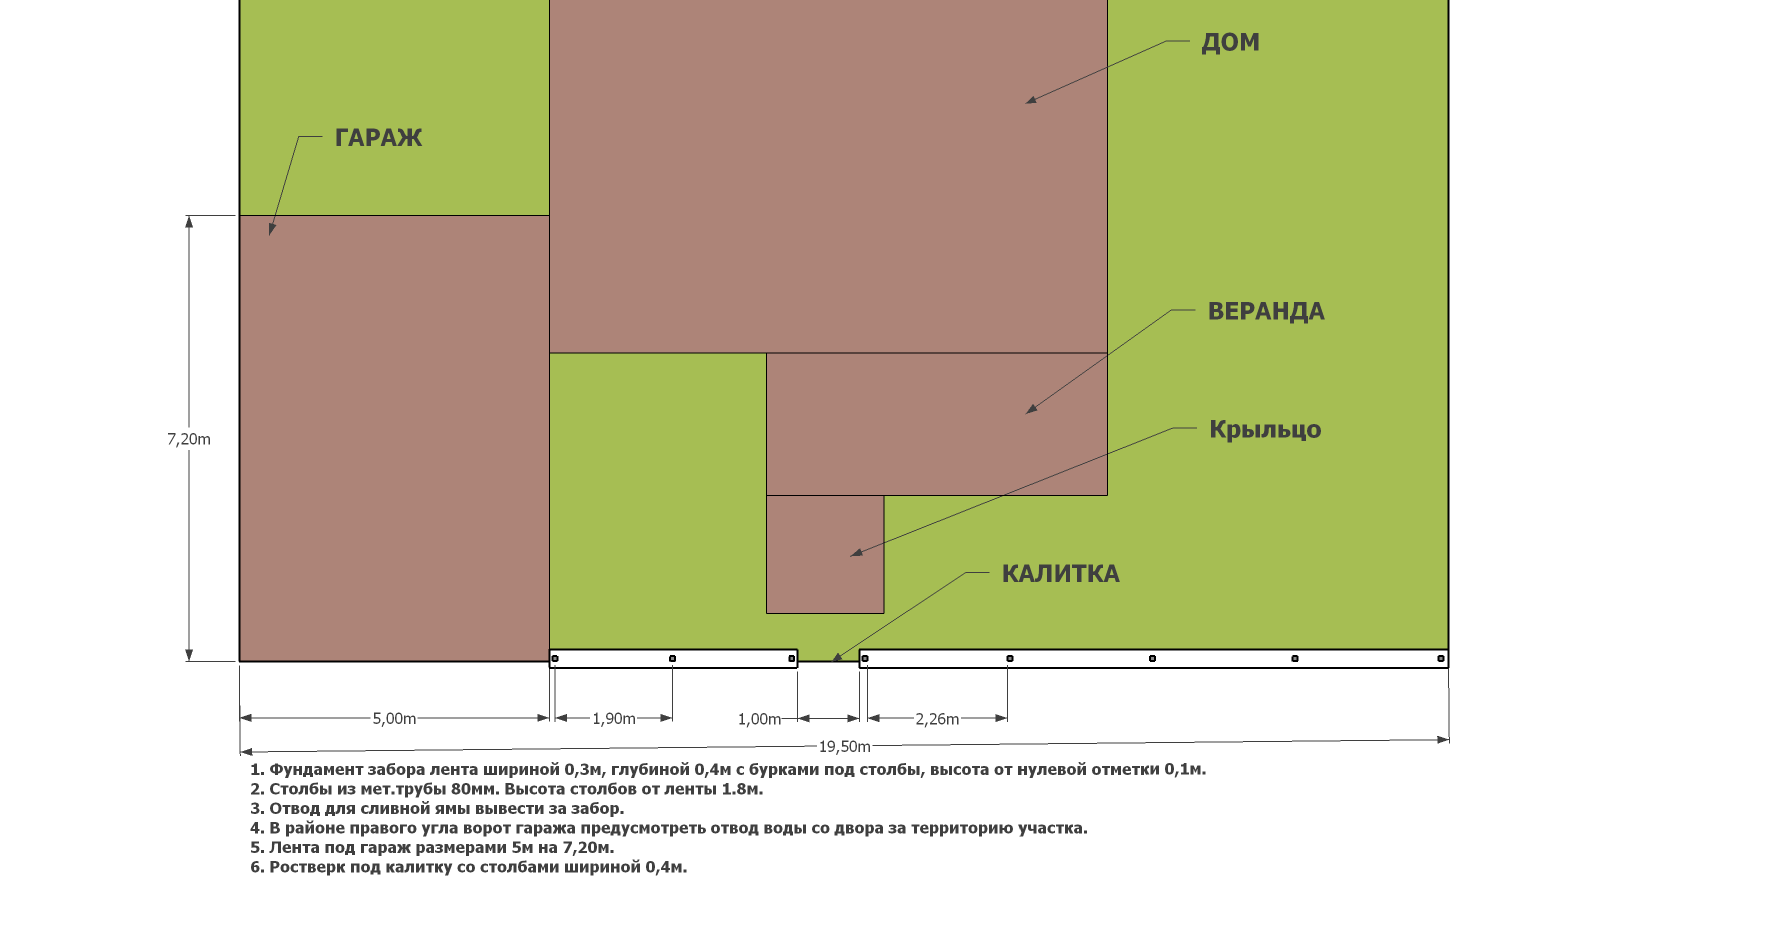 ДОМ
ГАРАЖ
ВЕРАНДА
Крыльцо
7,20m
КАЛИТКА
5,00m
1,90m
1,00m
2,26m
19,50m
1. Фундамент забора лента шириной 0,3м, глубиной 0,4м с бурками под столбы, высота от нулевой отметки 0,1м.
2. Столбы из мет.трубы 80мм. Высота столбов от ленты 1.8м.
3. Отвод для сливной ямы вывести за забор.
4. В районе правого угла ворот гаража предусмотреть отвод воды со двора за территорию участка.
5. Лента под гараж размерами 5м на 7,20м.
6. Ростверк под калитку со столбами шириной 0,4м.